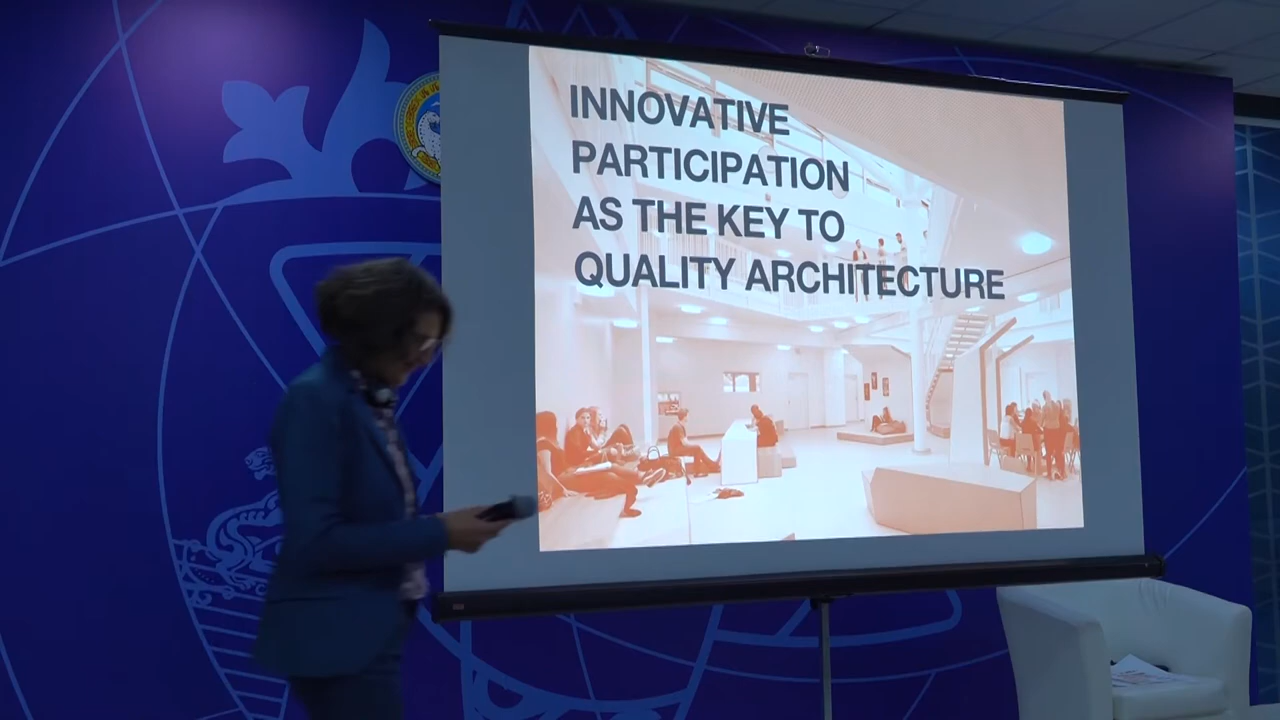 INNOVATIVE
PARTICIPATION
AS THE KEY TO
QUALITY ARCHITECTURE